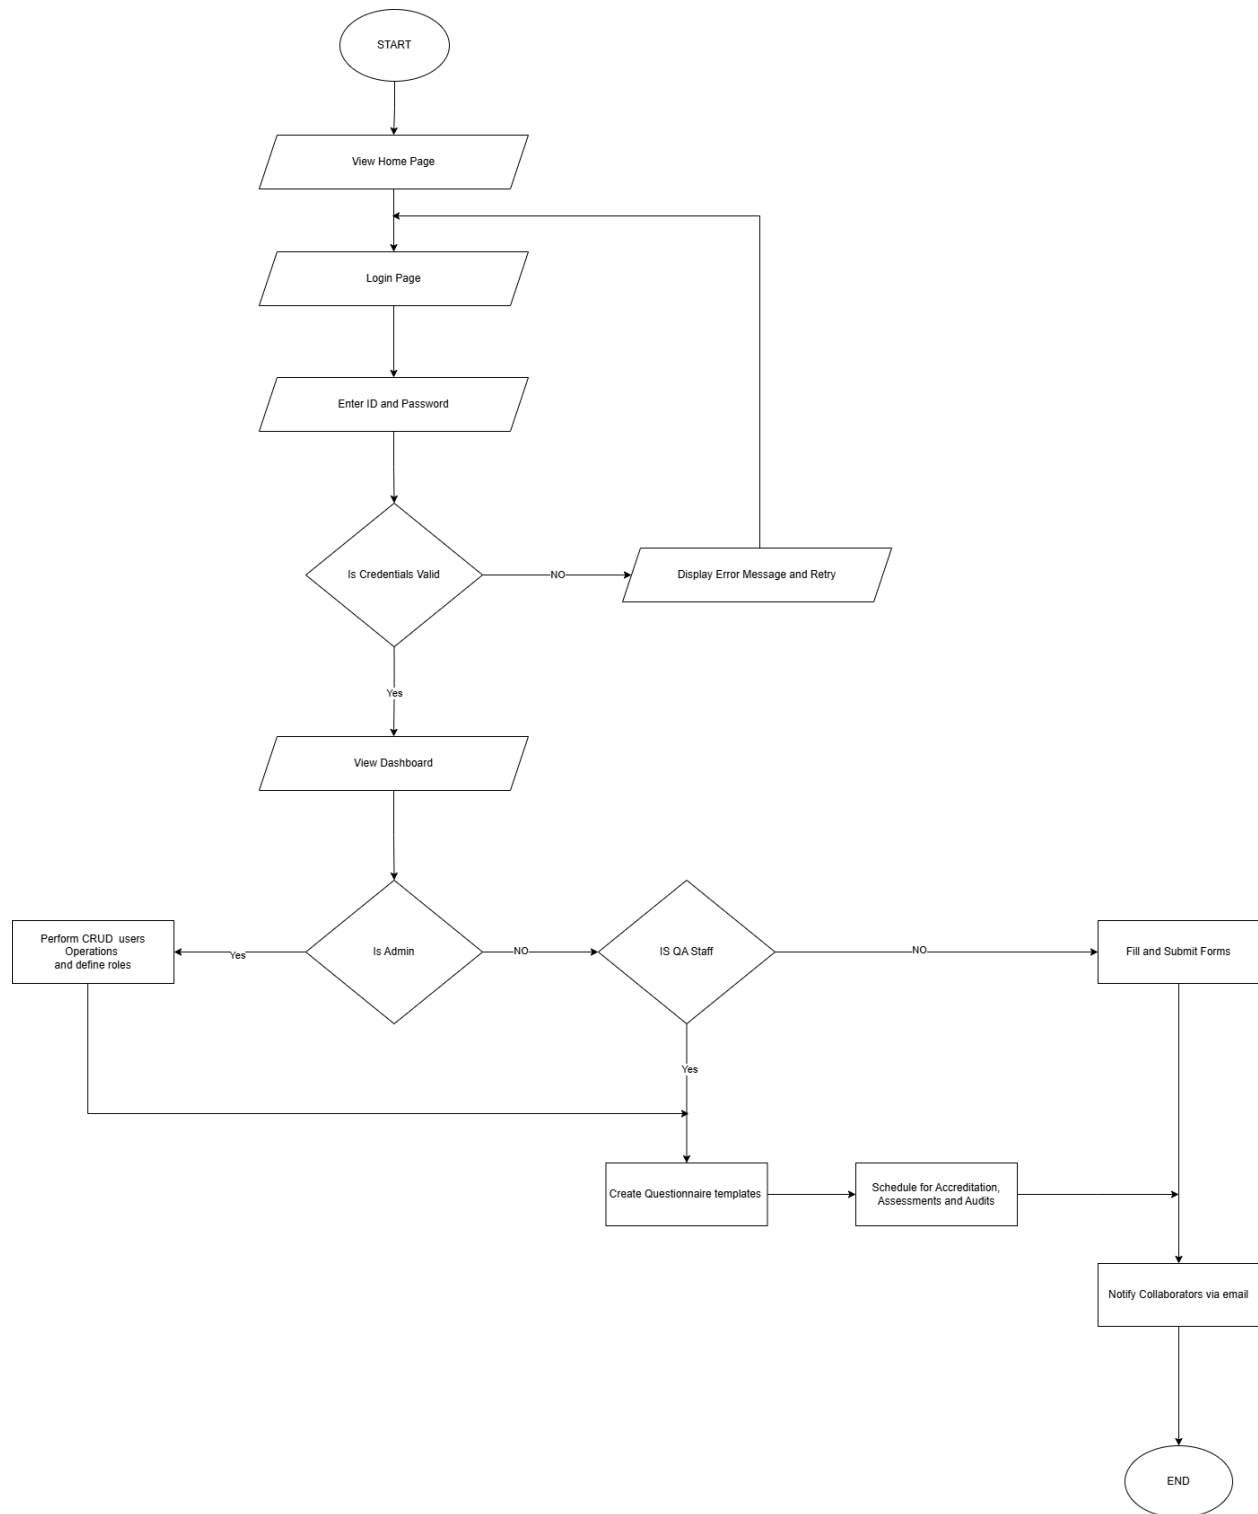 START
View Home Page
Login Page
Enter ID and Password
Is Credentials Valid
NO
Display Error Message and Retry
Yes
View Dashboard
Perform CRUD  users
Operations
and define roles
Yes
Is Admin
NO
IS QA Staff
NO
Fill and Submit Forms
Yes
Create Questionnaire templates
Schedule for Accreditation,
Assessments and Audits
Notify Collaborators via email
END